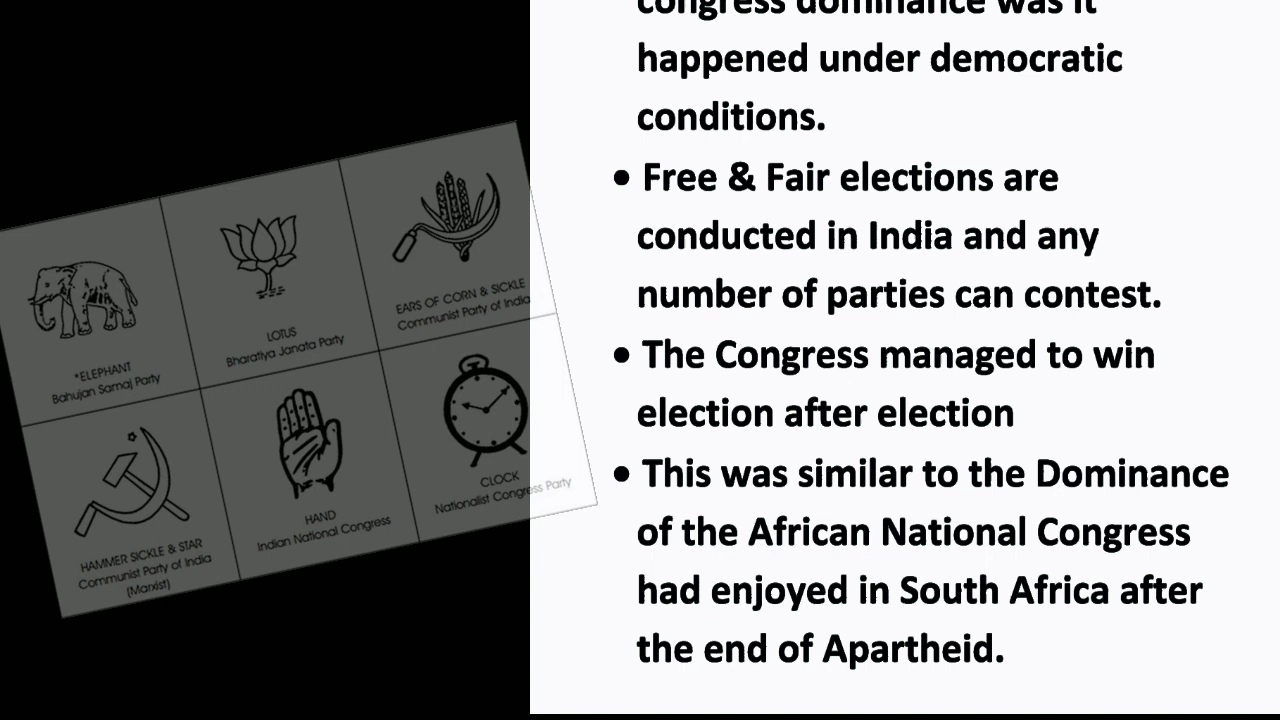 congress dominance was it
happened under democratic
conditions.
• Free & Fair elections are
conducted in India and any
number of parties can contest.
• The Congress managed to win
election after election
• This was similar to the Dominance
of the African National Congress
had enjoyed in South Africa after
the end of Apartheid.
*ELEPHANT
Bahujan Samaj Party
LOTUS
Bharatiya Janata Party
EARS OF CORN & SICKLE
Communist Party of India
HAMMER SICKLE & STAR
Communist Party of India
(Marxist)
HAND
Indian National Congress
CLOCK
Nationalist Congress Party